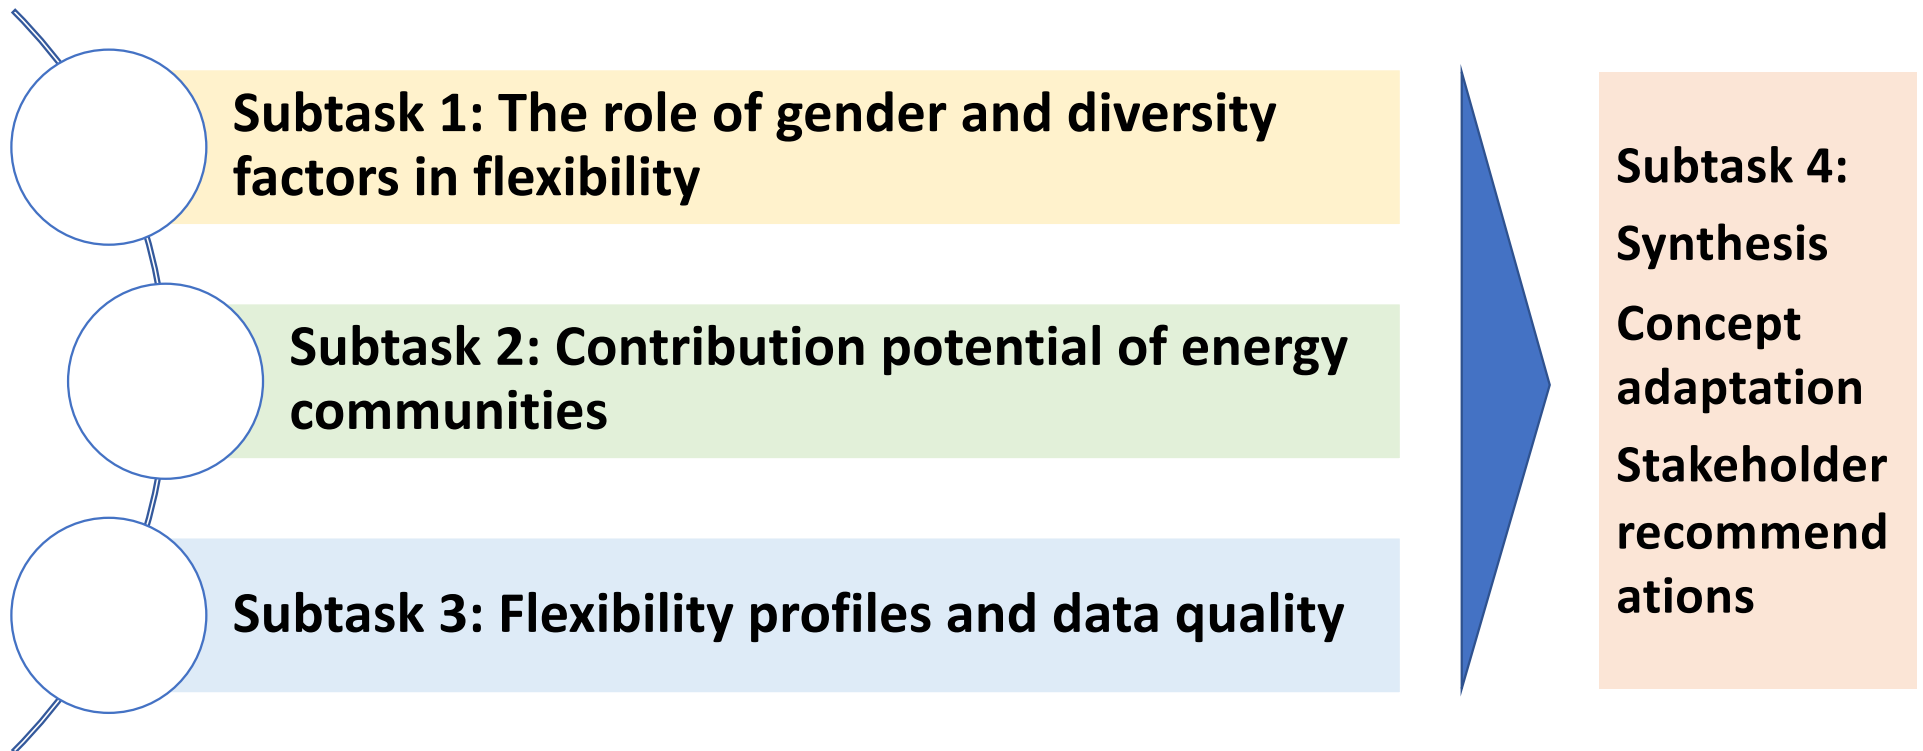 Subtask 1: The role of gender and diversity
factors in flexibility
Subtask 2: Contribution potential of energy
communities
Subtask 3: Flexibility profiles and data quality
Subtask 4:
Synthesis
Concept
adaptation
Stakeholder
recommend
ations